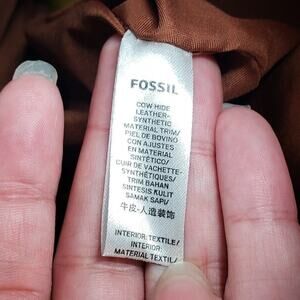 FOSSIL
COW HIDE
LEATHER-
SYNTHETIC
MATERIAL TRIM/
PIEL DE BOVINO
CON AJUSTES
EN MATERIAL
SINTÉTICO/
CUIR DE VACHETTE-
SYNTHÉTIQUES/
TRIM BAHAN
SINTESIS KULIT
SAMAK SAPI/
牛皮-人造装饰
INTERIOR: TEXTILE/
INTERIOR:
MATERIAL TEXTIL/